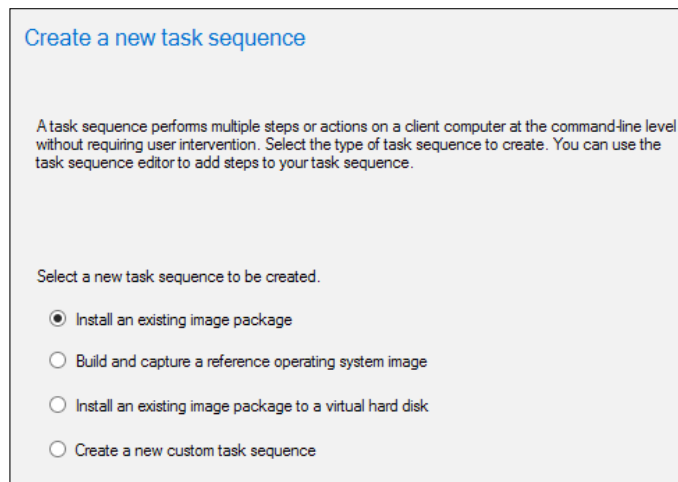 Create a new task sequence
A task sequence performs multiple steps or actions on a client computer at the command-line level
without requiring user intervention. Select the type of task sequence to create. You can use the
task sequence editor to add steps to your task sequence.
Select a new task sequence to be created.
Install an existing image package
Build and capture a reference operating system image
Install an existing image package to a virtual hard disk
Create a new custom task sequence